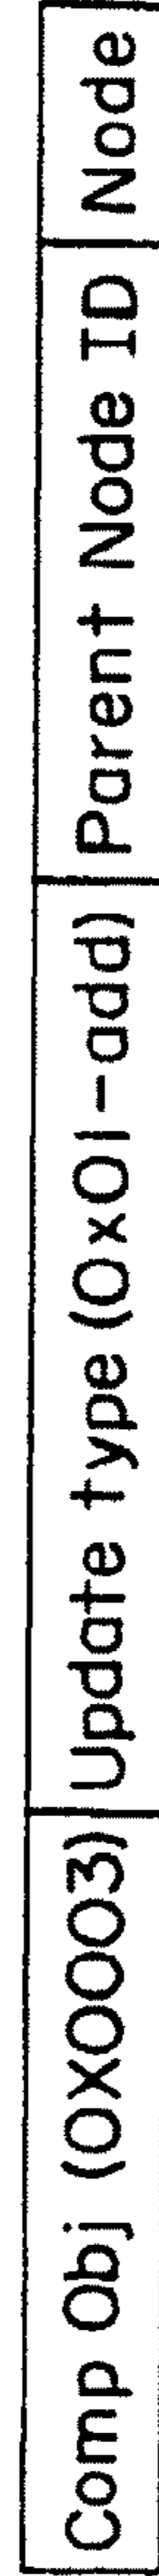 Comp Obj (0X0003) Update type (0x01-add) Parent Node ID Node